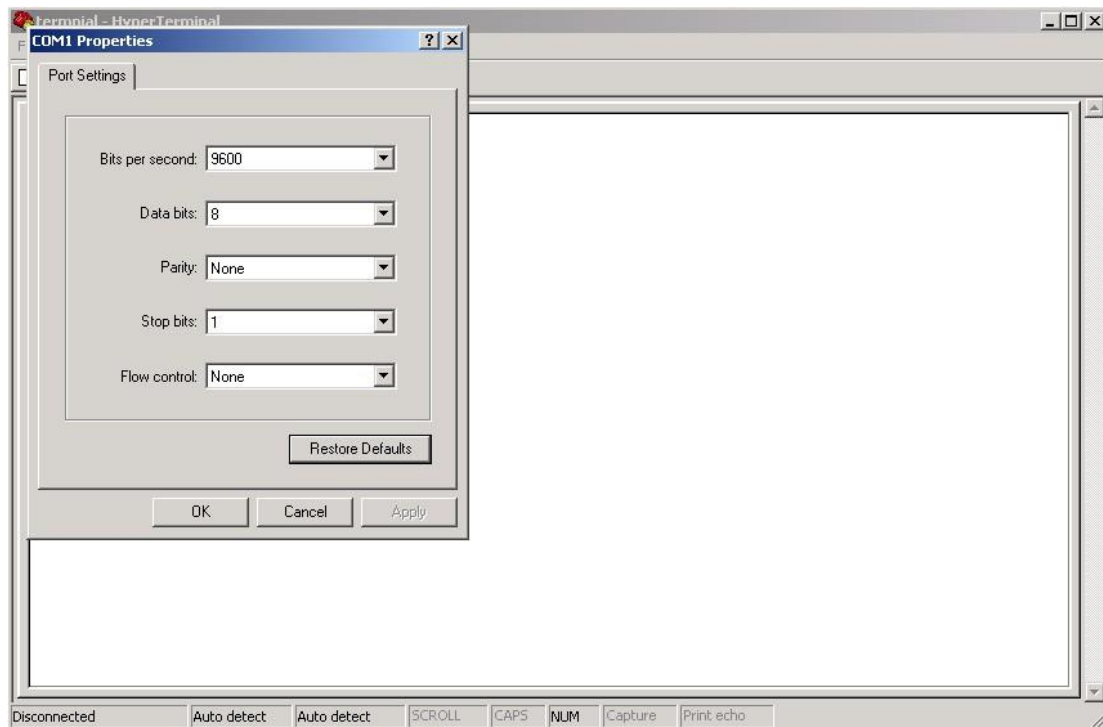 termpial - HyperTerminal
COM1 Properties
Port Settings
Bits per second: 9600
Data bits: 8
Parity: None
Stop bits: 1
Flow control: None
Restore Defaults
OK Cancel Apply
Disconnected Auto detect Auto detect SCROLL CAPS NUM Capture Print echo